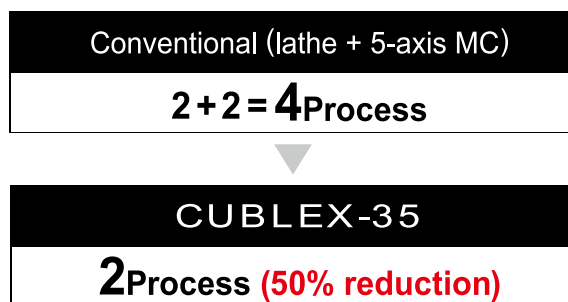 Conventional (lathe + 5-axis MC)
2+2=4Process
CUBLEX-35
2Process (50% reduction)